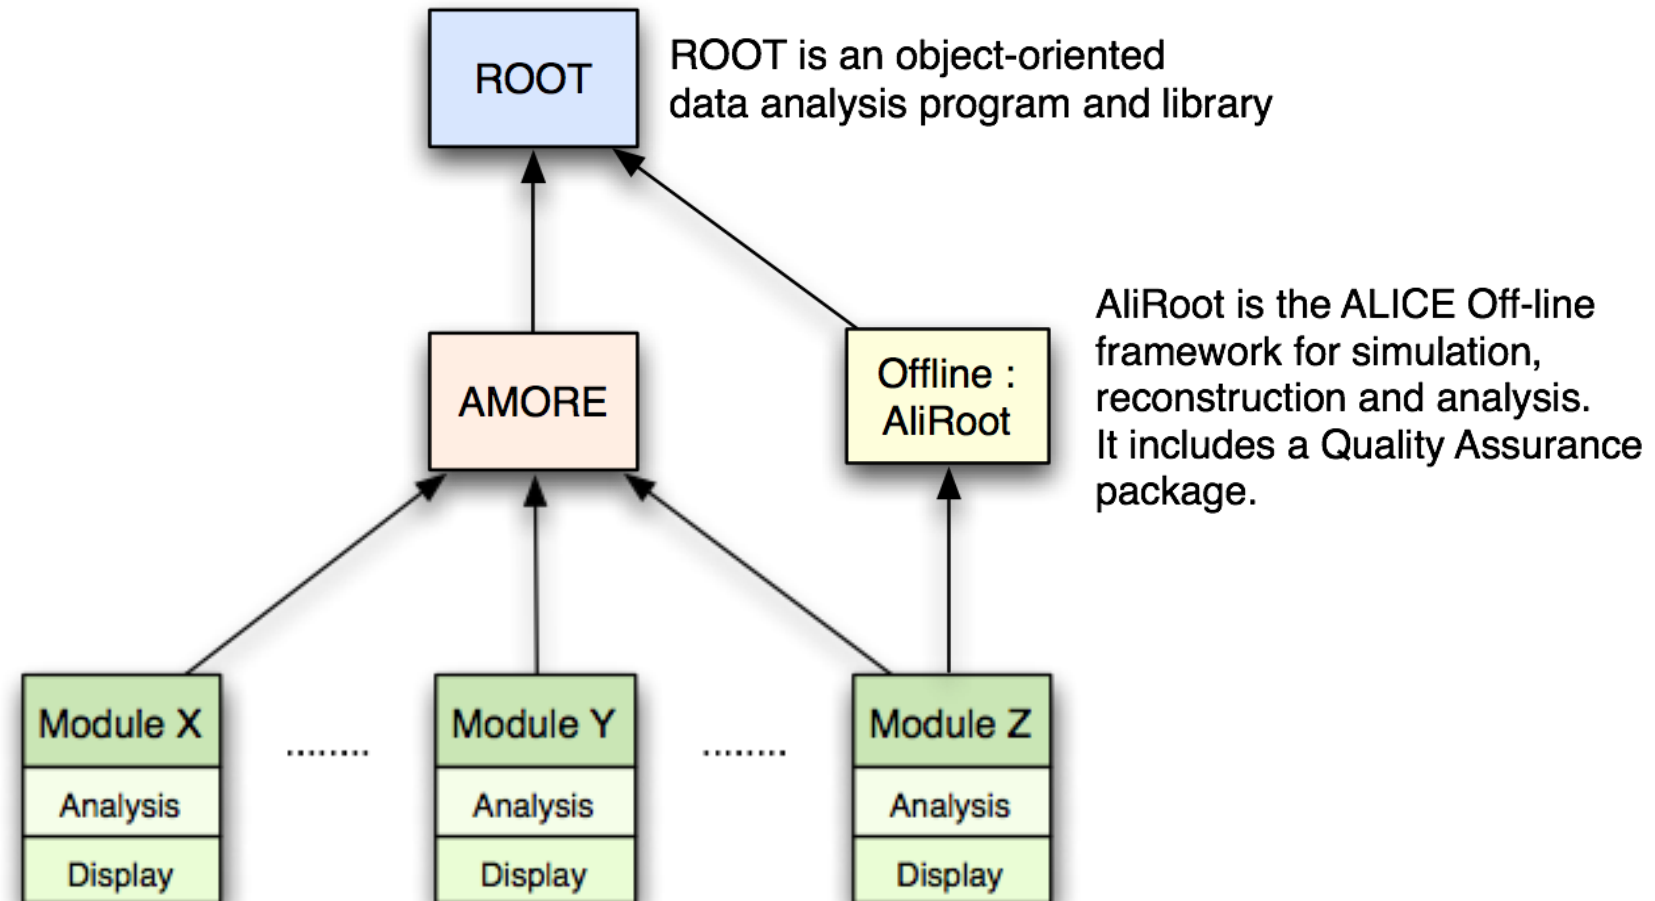 ROOT
ROOT is an object-oriented
data analysis program and library
AMORE
Offline :
AliRoot
AliRoot is the ALICE Off-line
framework for simulation,
reconstruction and analysis.
It includes a Quality Assurance
package.
Module X
........
Module Y
........
Module Z
Analysis
Analysis
Analysis
Display
Display
Display